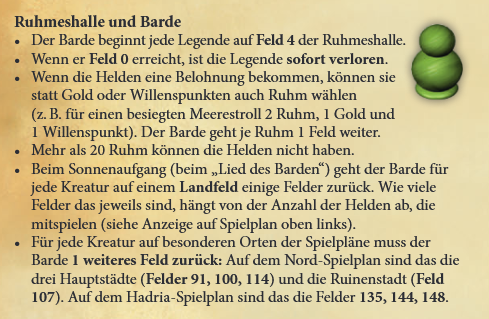 Ruhmeshalle und Barde
• Der Barde beginnt jede Legende auf Feld 4 der Ruhmeshalle.
• Wenn er Feld 0 erreicht, ist die Legende sofort verloren.
• Wenn die Helden eine Belohnung bekommen, können sie
statt Gold oder Willenspunkten auch Ruhm wählen
(z. B. für einen besiegten Meerestroll 2 Ruhm, 1 Gold und
1 Willenspunkt). Der Barde geht je Ruhm 1 Feld weiter.
• Mehr als 20 Ruhm können die Helden nicht haben.
• Beim Sonnenaufgang (beim „Lied des Barden“) geht der Barde für
jede Kreatur auf einem Landfeld einige Felder zurück. Wie viele
Felder das jeweils sind, hängt von der Anzahl der Helden ab, die
mitspielen (siehe Anzeige auf Spielplan oben links).
• Für jede Kreatur auf besonderen Orten der Spielpläne muss der
Barde 1 weiteres Feld zurück: Auf dem Nord-Spielplan sind das die
drei Hauptstädte (Felder 91, 100, 114) und die Ruinenstadt (Feld
107). Auf dem Hadria-Spielplan sind das die Felder 135, 144, 148.